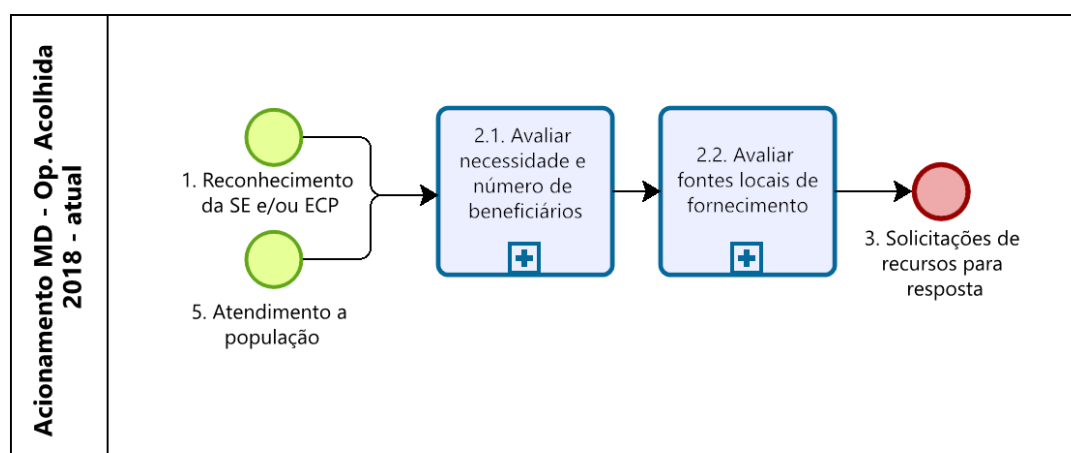 Acionamento MD - Op. Acolhida
2018 - atual
1. Reconhecimento
da SE e/ou ECP
5. Atendimento a
população
2.1. Avaliar
necessidade e
número de
beneficiários
2.2. Avaliar
fontes locais de
fornecimento
3. Solicitações de
recursos para
resposta